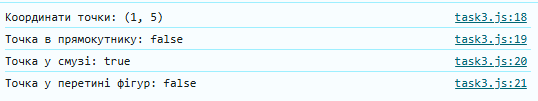 Координати точки: (1, 5) task3.js:18
Точка в прямокутнику: false task3.js:19
Точка у смузі: true task3.js:20
Точка у перетині фігур: false task3.js:21